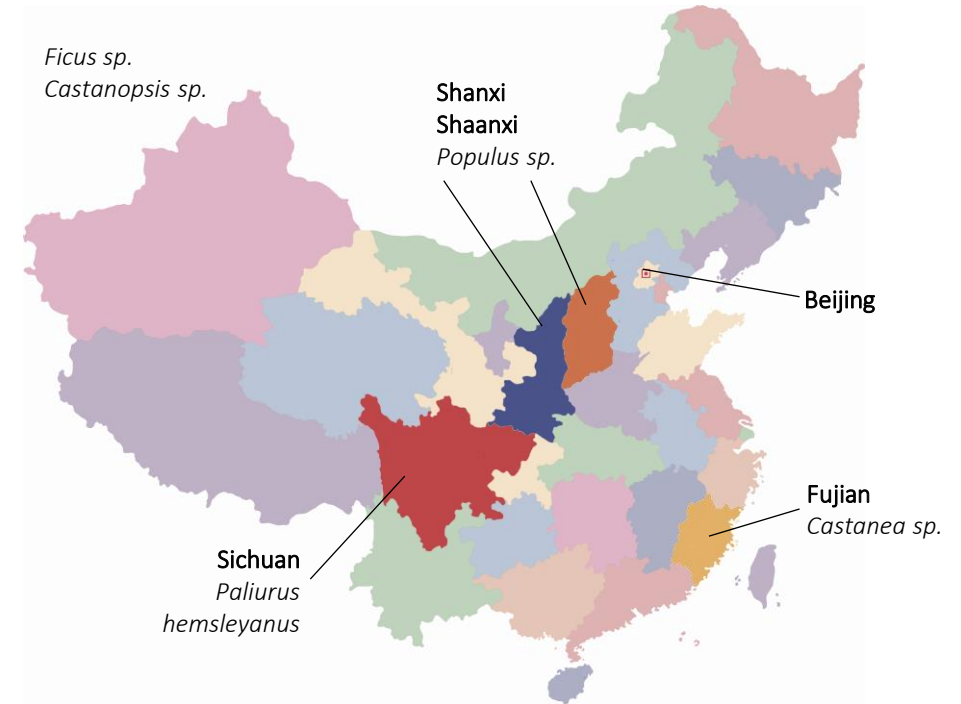 Ficus sp.
Castanopsis sp.
Shanxi
Shaanxi
Populus sp.
Beijing
Fujian
Castanea sp.
Sichuan
Paliurus
hemsleyanus